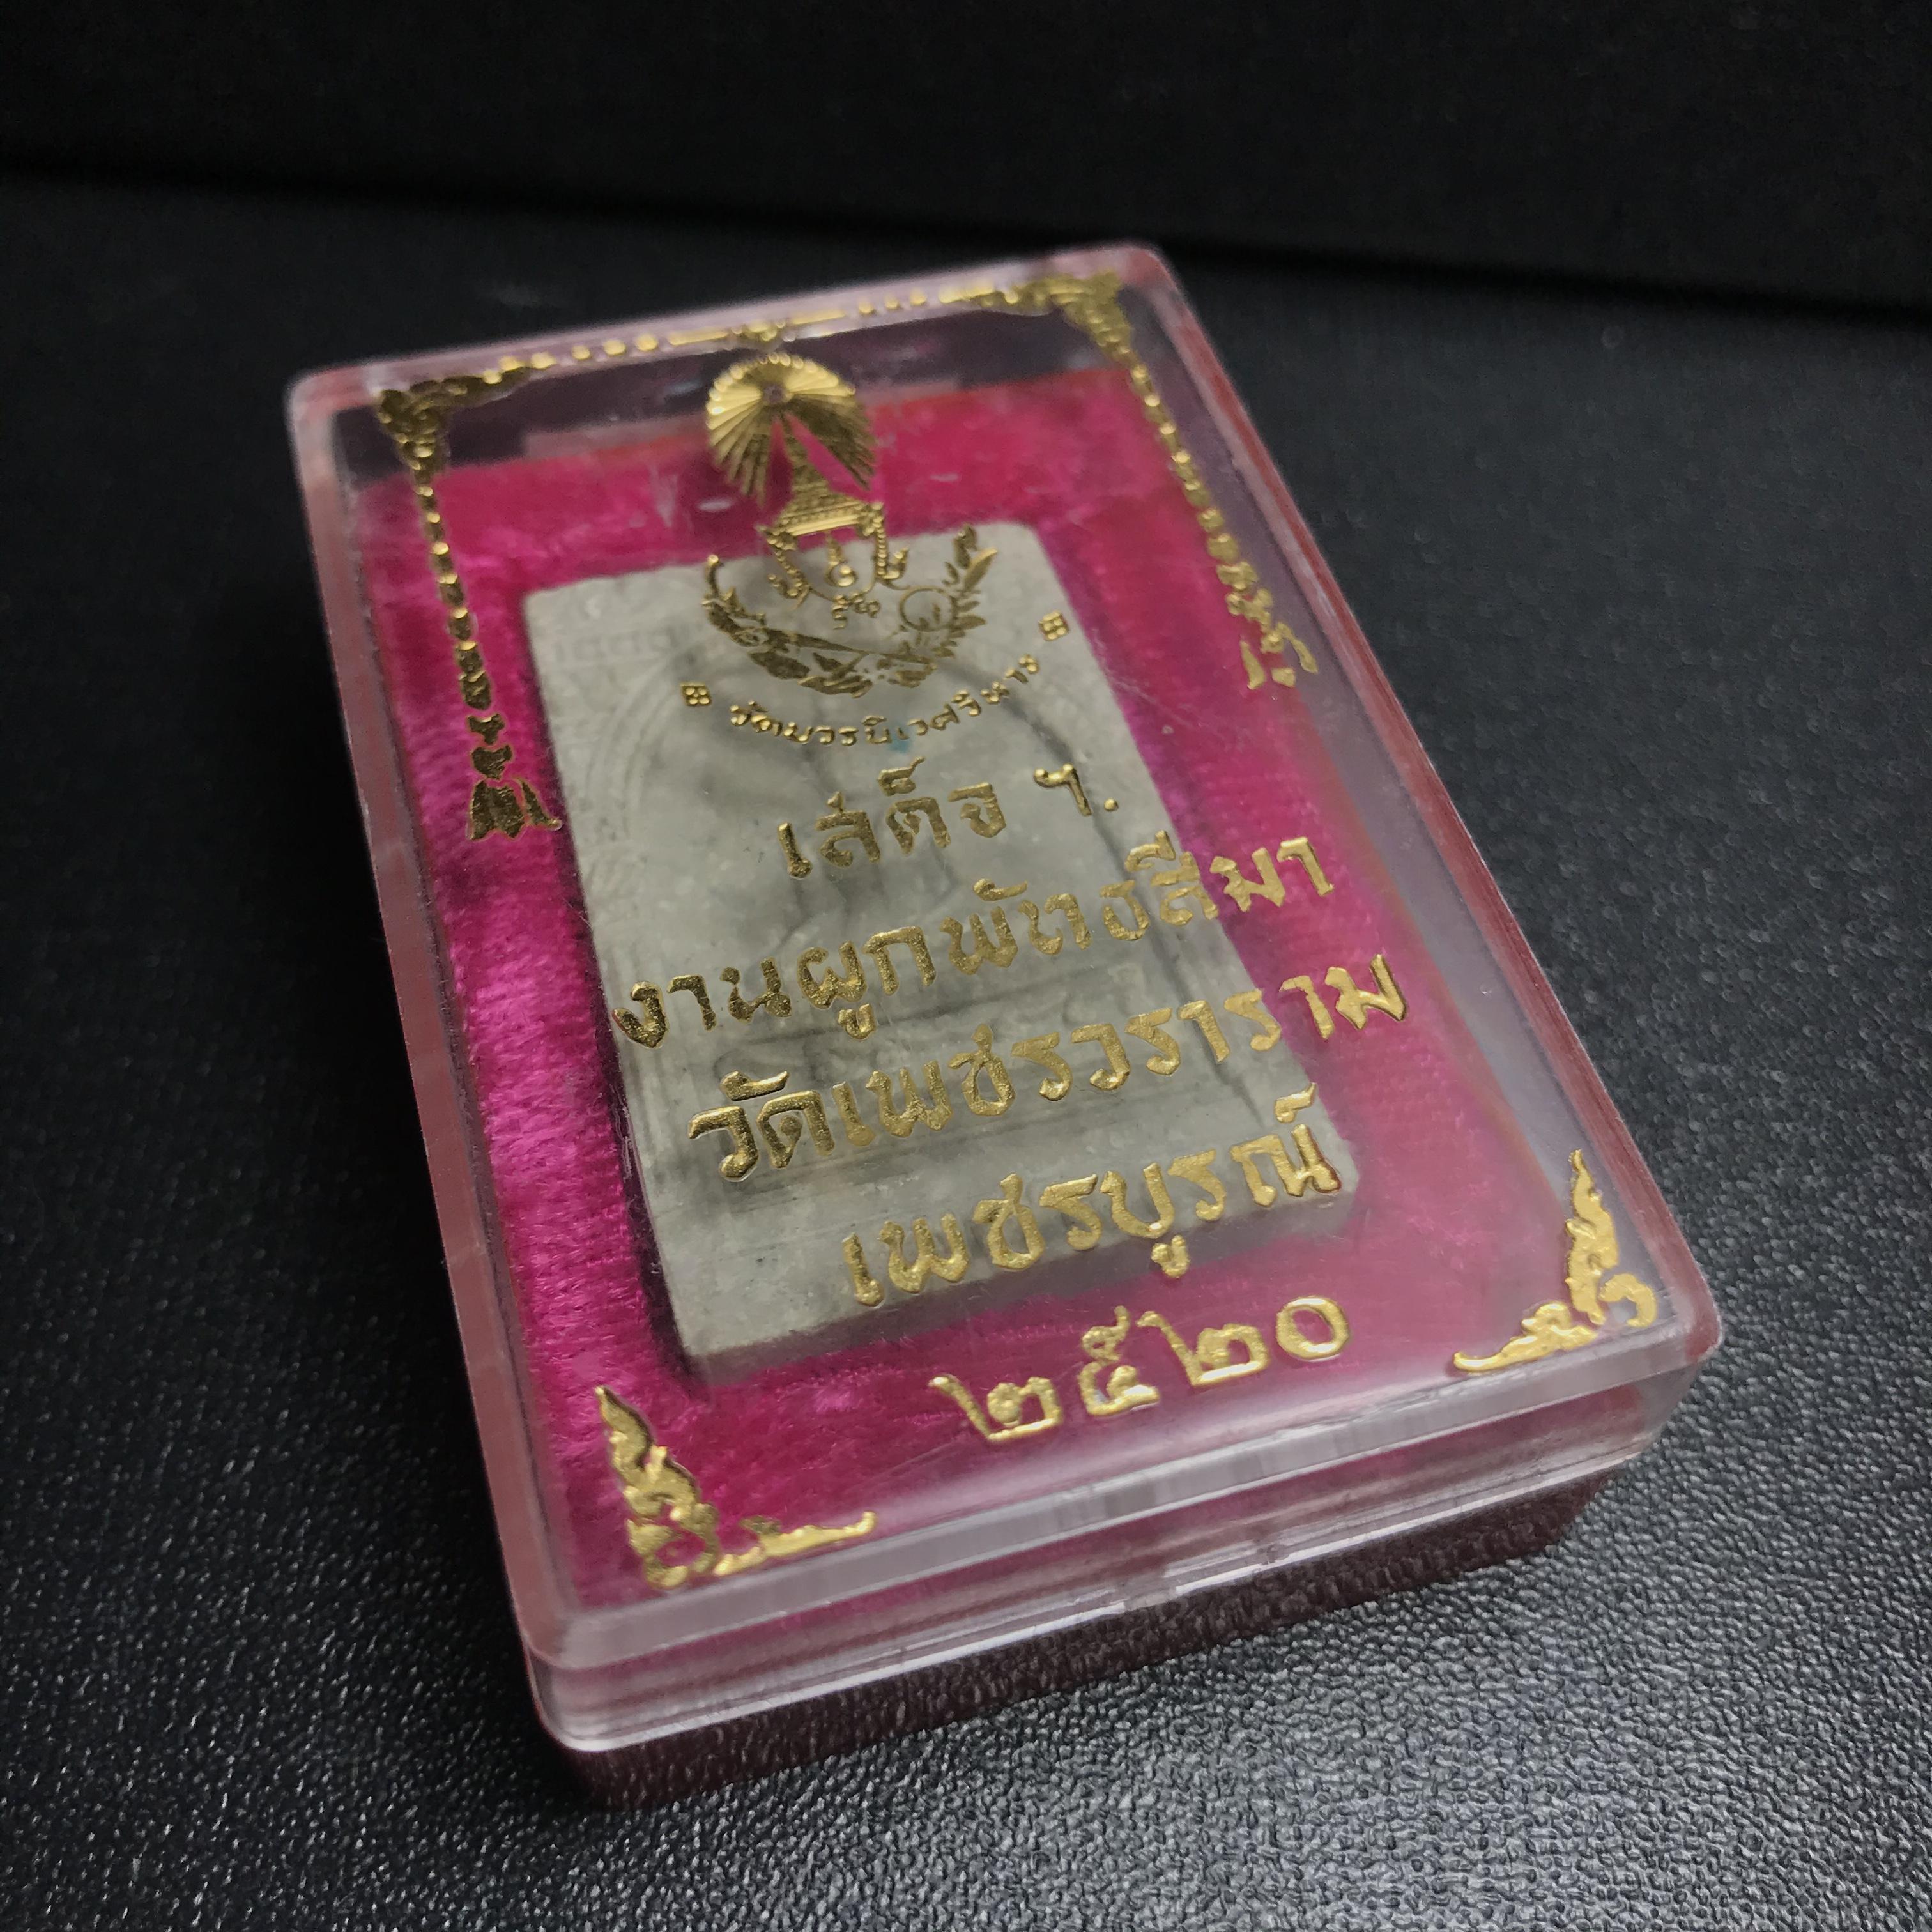 วัดบวรนิเวศวิหาร
เสด็จ ฯ.
งานผูกพัทธสีมา
วัดเพชรวราราม
เพชรบูรณ์
๒๕๒๐